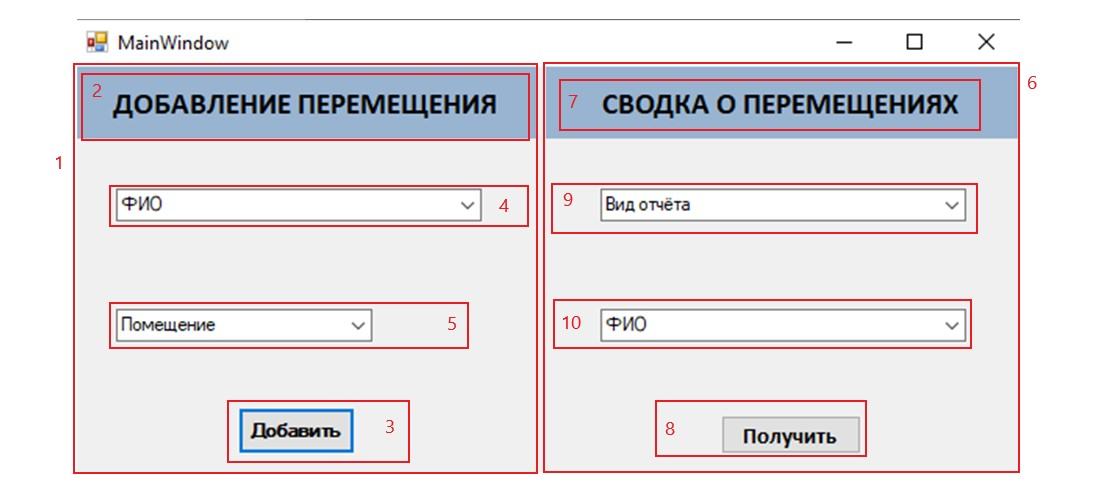 MainWindow
2 ДОБАВЛЕНИЕ ПЕРЕМЕЩЕНИЯ
7 СВОДКА О ПЕРЕМЕЩЕНИЯХ
6
1
ФИО 4
9 Вид отчёта
Помещение 5
10 ФИО
Добавить 3
8 Получить